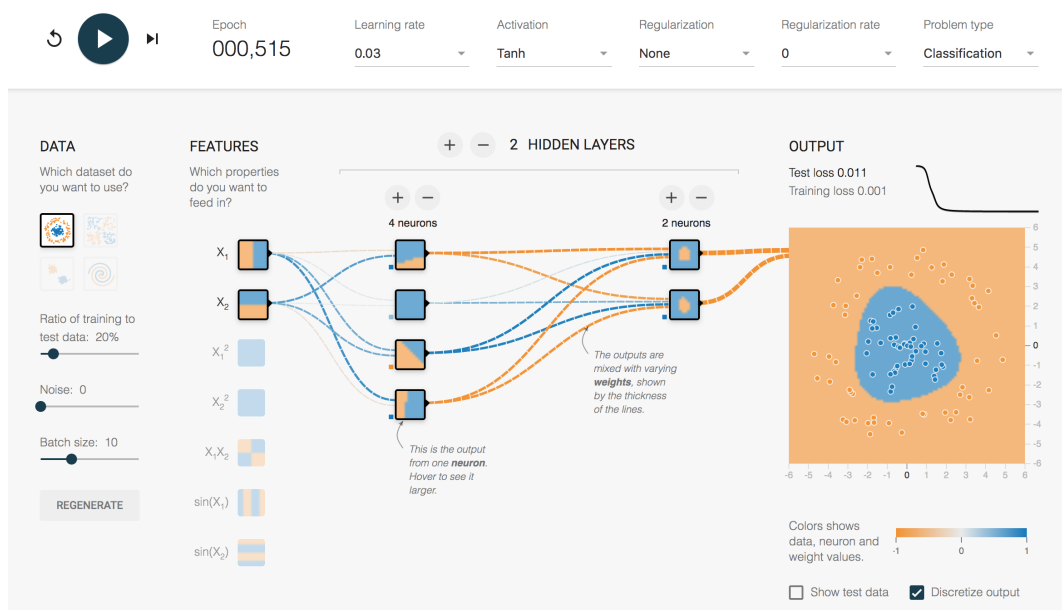 Epoch
000,515
Learning rate
0.03
Activation
Tanh
Regularization
None
Regularization rate
0
Problem type
Classification
DATA
Which dataset do
you want to use?
Ratio of training to
test data: 20%
Noise: 0
Batch size: 10
REGENERATE
FEATURES
Which properties
do you want to
feed in?
X₁
X₂
X₁²
X₂²
X₁X₂
sin(X₁)
sin(X₂)
+ − 2 HIDDEN LAYERS
+ −
4 neurons
+ −
2 neurons
This is the output
from one neuron.
Hover to see it
larger.
The outputs are
mixed with varying
weights, shown
by the thickness
of the lines.
OUTPUT
Test loss 0.011
Training loss 0.001
6
5
4
3
2
1
0
-1
-2
-3
-4
-5
-6
-6 -5 -4 -3 -2 -1 0 1 2 3 4 5 6
Colors shows
data, neuron and
weight values.
-1 0 1
Show test data
Discretize output